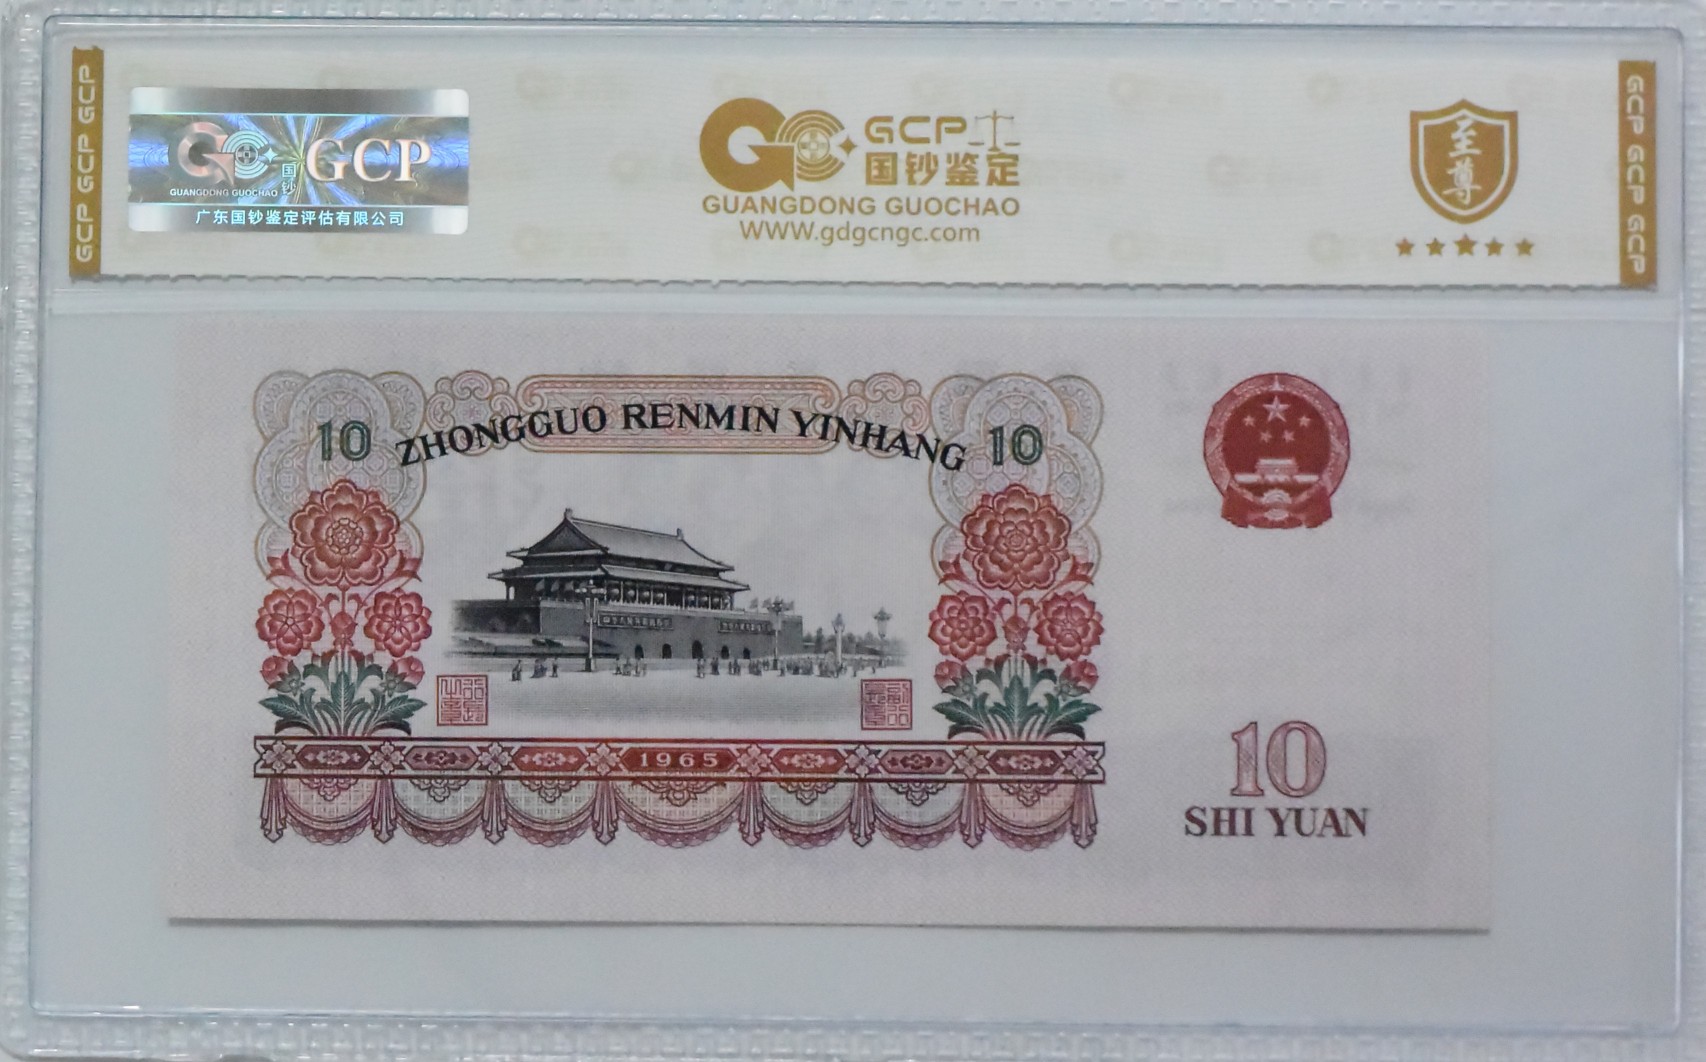 GCP GCP GCP
GUANGDONG GUOCHAO
国钞
GCP
广东国钞鉴定评估有限公司
GCP
国钞鉴定
GUANGDONG GUOCHAO
WWW.gdgcngc.com
至尊
GCP GCP GCP
10 ZHONGGUO RENMIN YINHANG 10
1965
10
SHI YUAN